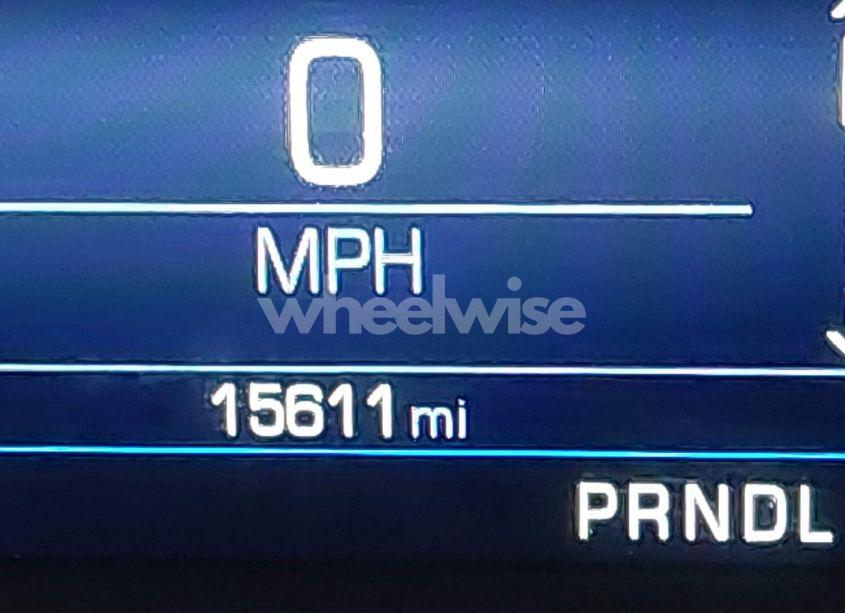 0
MPH
wheelwise
15611 mi
PRNDL